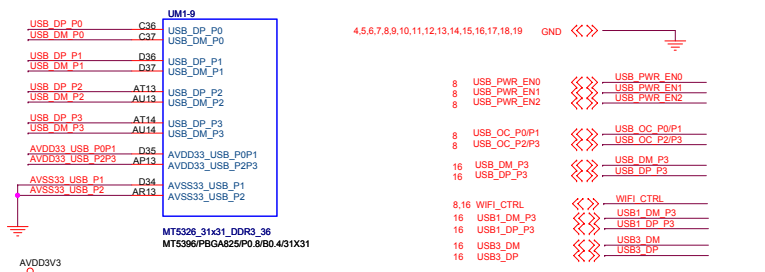 UM1-9
USB_DP_P0 C36 USB_DP_P0
USB_DM_P0 C37 USB_DM_P0
USB_DP_P1 D36 USB_DP_P1
USB_DM_P1 D37 USB_DM_P1
USB_DP_P2 AT13 USB_DP_P2
USB_DM_P2 AU13 USB_DM_P2
USB_DP_P3 AT14 USB_DP_P3
USB_DM_P3 AU14 USB_DM_P3
AVDD33_USB_P0P1 D35 AVDD33_USB_P0P1
AVDD33_USB_P2P3 AP13 AVDD33_USB_P2P3
AVSS33_USB_P1 D34 AVSS33_USB_P1
AVSS33_USB_P2 AR13 AVSS33_USB_P2
MT5326_31x31_DDR3_36
MT5396/PBGA825/P0.8/B0.4/31X31
AVDD3V3
4,5,6,7,8,9,10,11,12,13,14,15,16,17,18,19 GND
8 USB_PWR_EN0 USB_PWR_EN0
8 USB_PWR_EN1 USB_PWR_EN1
8 USB_PWR_EN2 USB_PWR_EN2
8 USB_OC_P0/P1 USB_OC_P0/P1
8 USB_OC_P2/P3 USB_OC_P2/P3
16 USB_DM_P3 USB_DM_P3
16 USB_DP_P3 USB_DP_P3
8,16 WIFI_CTRL WIFI_CTRL
16 USB1_DM_P3 USB1_DM_P3
16 USB1_DP_P3 USB1_DP_P3
16 USB3_DM USB3_DM
16 USB3_DP USB3_DP